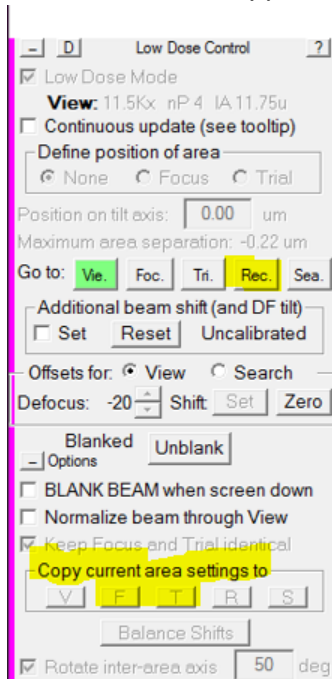 – D Low Dose Control ?
Low Dose Mode
View: 11.5Kx nP 4 IA 11.75u
Continuous update (see tooltip)
Define position of area
None Focus Trial
Position on tilt axis: 0.00 um
Maximum area separation: -0.22 um
Go to: Vie. Foc. Tri. Rec. Sea.
Additional beam shift (and DF tilt)
Set Reset Uncalibrated
Offsets for: View Search
Defocus: -20 Shift Set Zero
Blanked Unblank
– Options
BLANK BEAM when screen down
Normalize beam through View
Keep Focus and Trial identical
Copy current area settings to
V F T R S
Balance Shifts
Rotate inter-area axis 50 deg